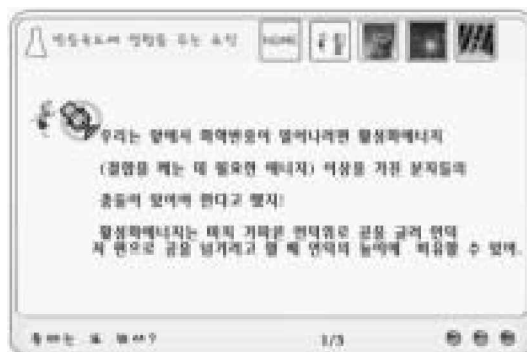 반응속도에 영향을 주는 요인
HOME
우리는 앞에서 화학반응이 일어나려면 활성화에너지
(결합을 깨는 데 필요한 에너지) 이상을 가진 분자들의
충돌이 있어야 한다고 했지!
활성화에너지는 마치 가파른 언덕위로 공을 굴려 언덕
저 편으로 공을 넘기려고 할 때 언덕의 높이에 비유할 수 있어.
1/3